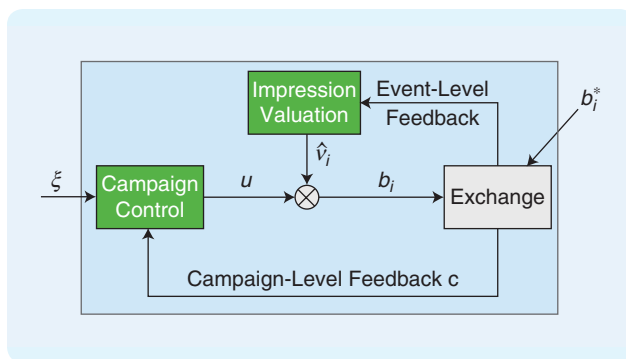 Impression
Valuation
Event-Level
Feedback
b*i
v̂i
ξ
Campaign
Control
u
bi
Exchange
Campaign-Level Feedback c